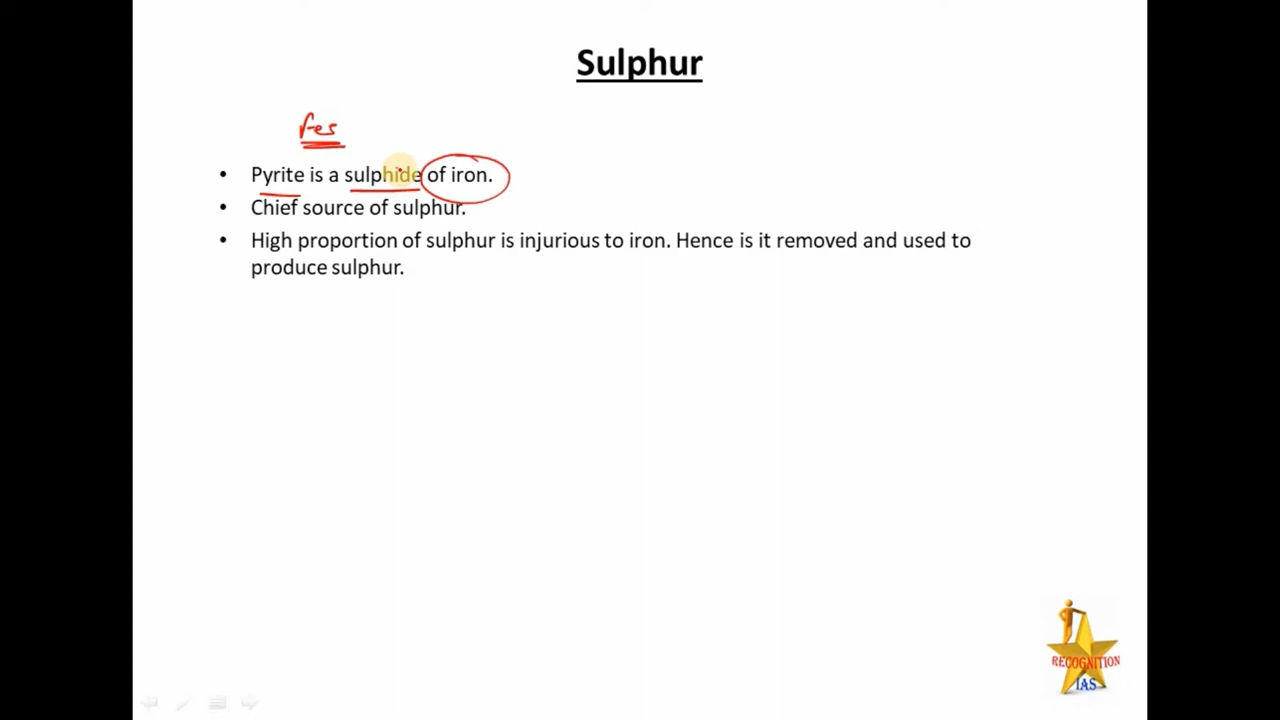 Sulphur
fes
• Pyrite is a sulphide of iron.
• Chief source of sulphur.
• High proportion of sulphur is injurious to iron. Hence is it removed and used to
produce sulphur.
RECOGNITION
IAS